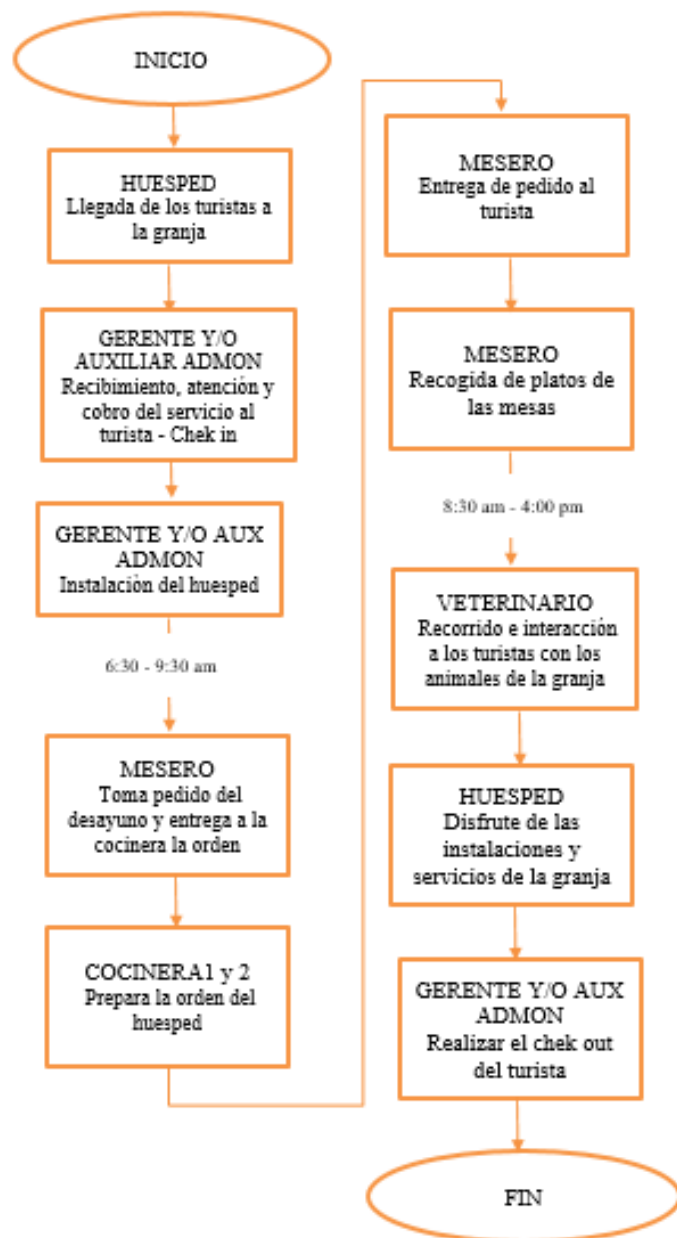 INICIO
HUESPED
Llegada de los turistas a
la granja
GERENTE Y/O
AUXILIAR ADMON
Recibimiento, atención y
cobro del servicio al
turista - Chek in
GERENTE Y/O AUX
ADMON
Instalación del huesped
6:30 - 9:30 am
MESERO
Toma pedido del
desayuno y entrega a la
cocinera la orden
COCINERA1 y 2
Prepara la orden del
huesped
MESERO
Entrega de pedido al
turista
MESERO
Recogida de platos de
las mesas
8:30 am - 4:00 pm
VETERINARIO
Recorrido e interacción
a los turistas con los
animales de la granja
HUESPED
Disfrute de las
instalaciones y
servicios de la granja
GERENTE Y/O AUX
ADMON
Realizar el chek out
del turista
FIN